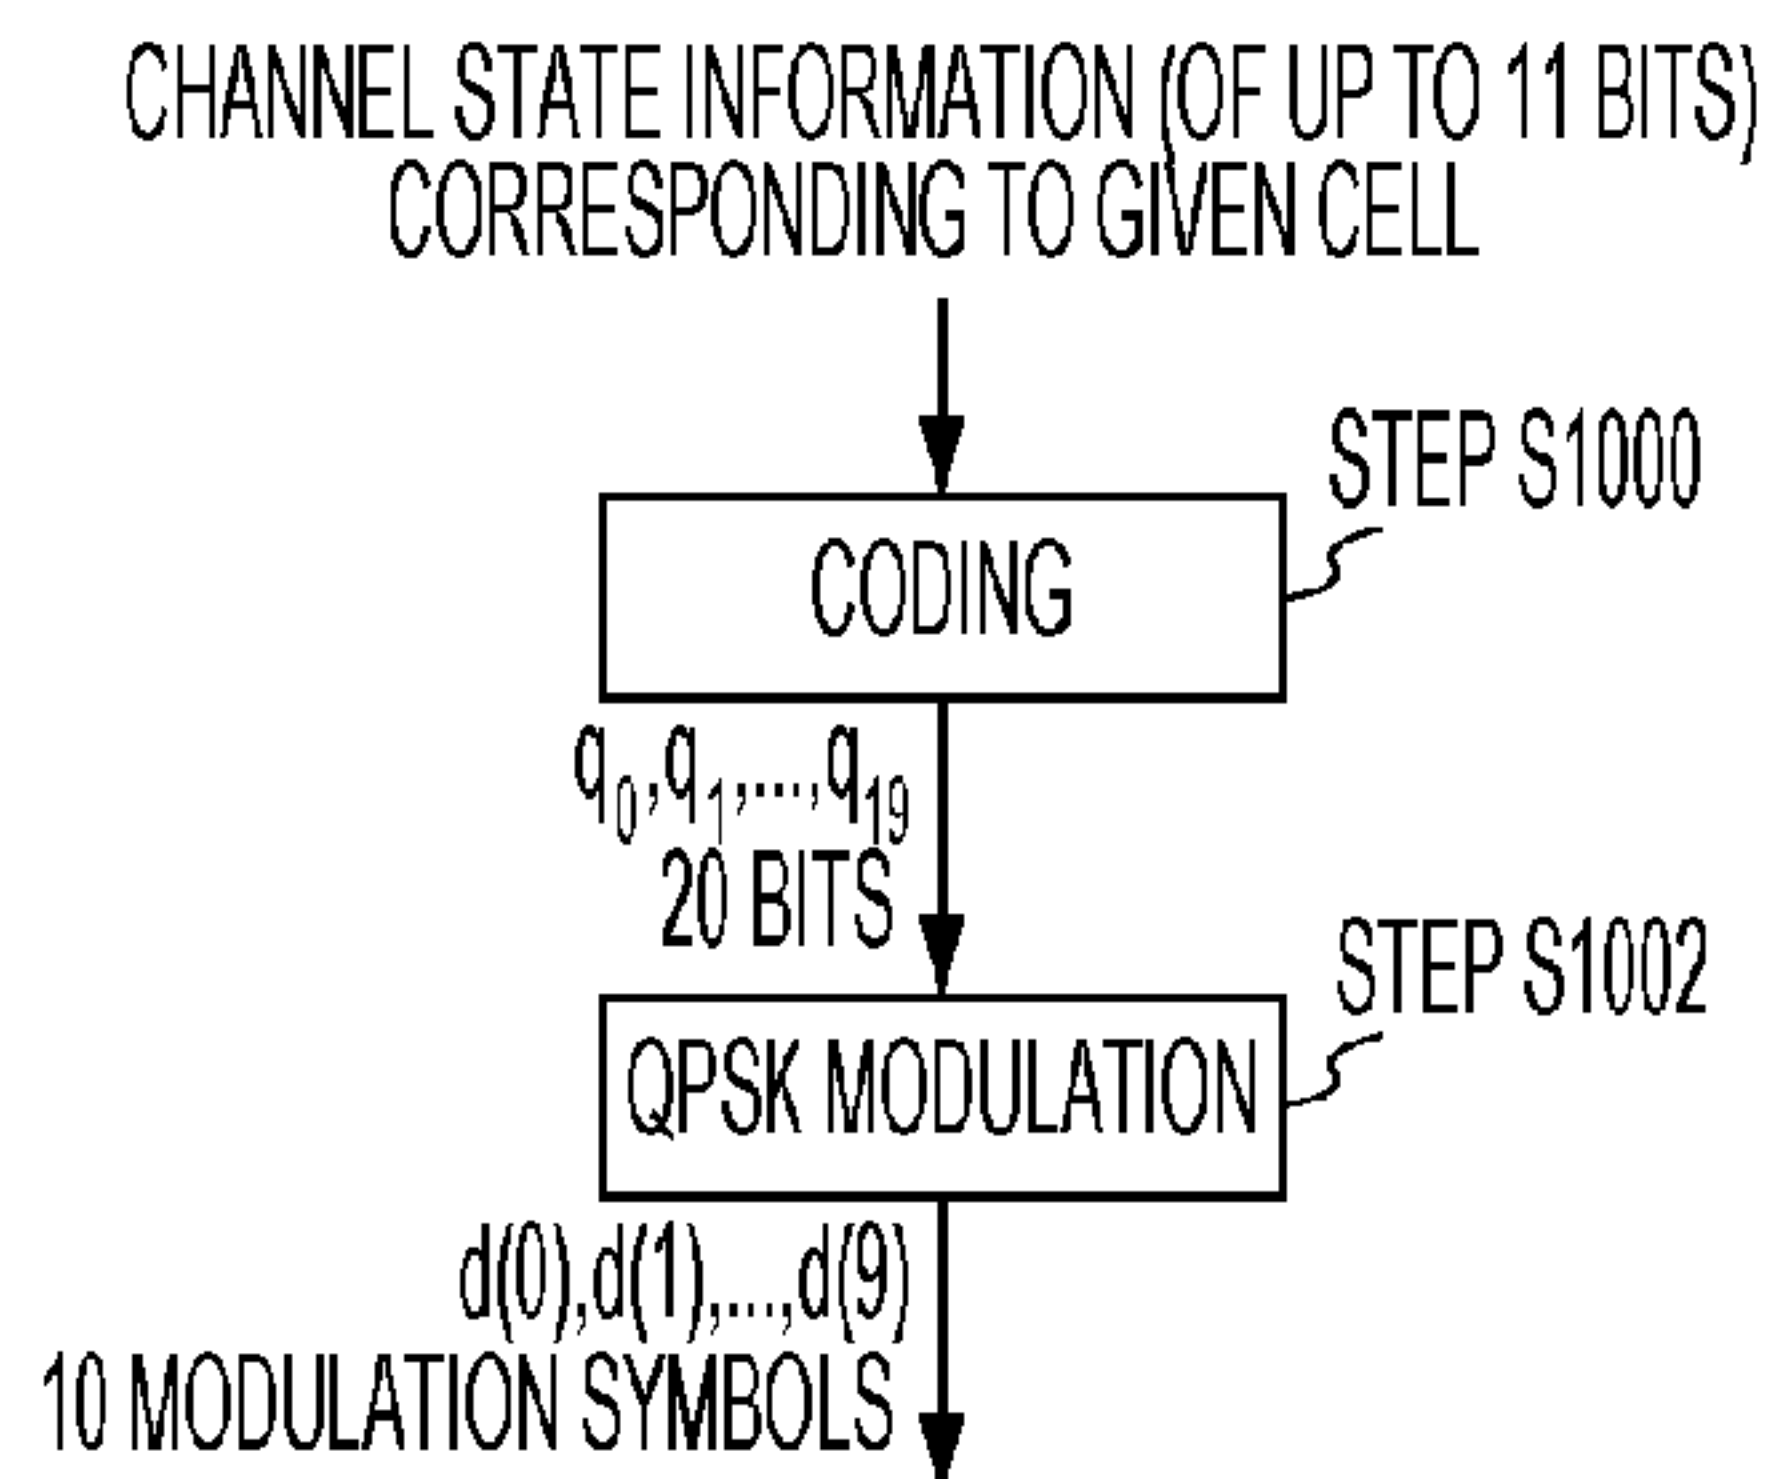 CHANNEL STATE INFORMATION (OF UP TO 11 BITS)
CORRESPONDING TO GIVEN CELL
STEP S1000
CODING
q0,q1,....,q19
20 BITS
STEP S1002
QPSK MODULATION
d(0),d(1),....,d(9)
10 MODULATION SYMBOLS